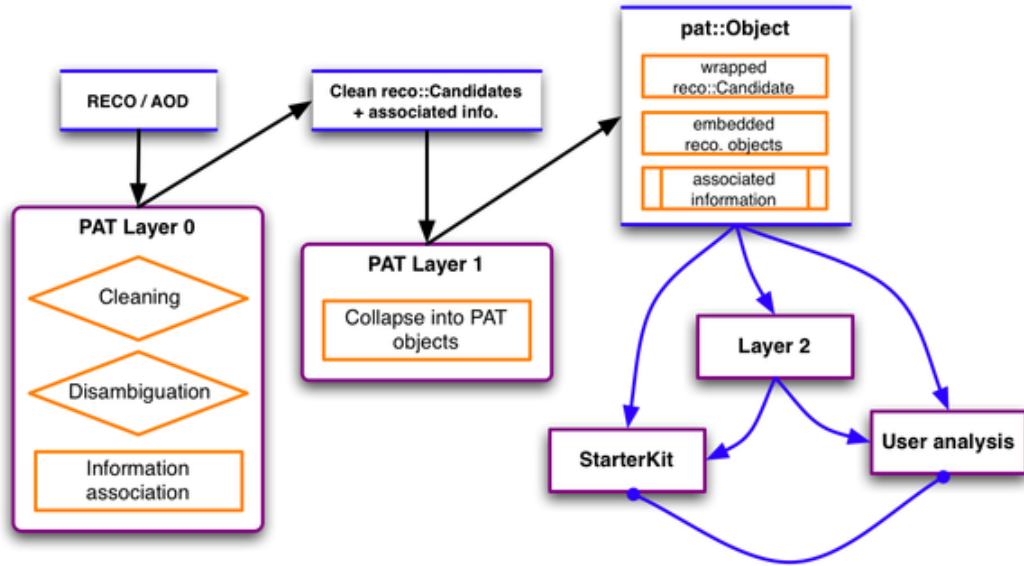 RECO / AOD
PAT Layer 0
Cleaning
Disambiguation
Information
association
Clean reco::Candidates
+ associated info.
PAT Layer 1
Collapse into PAT
objects
pat::Object
wrapped
reco::Candidate
embedded
reco. objects
associated
information
Layer 2
StarterKit
User analysis